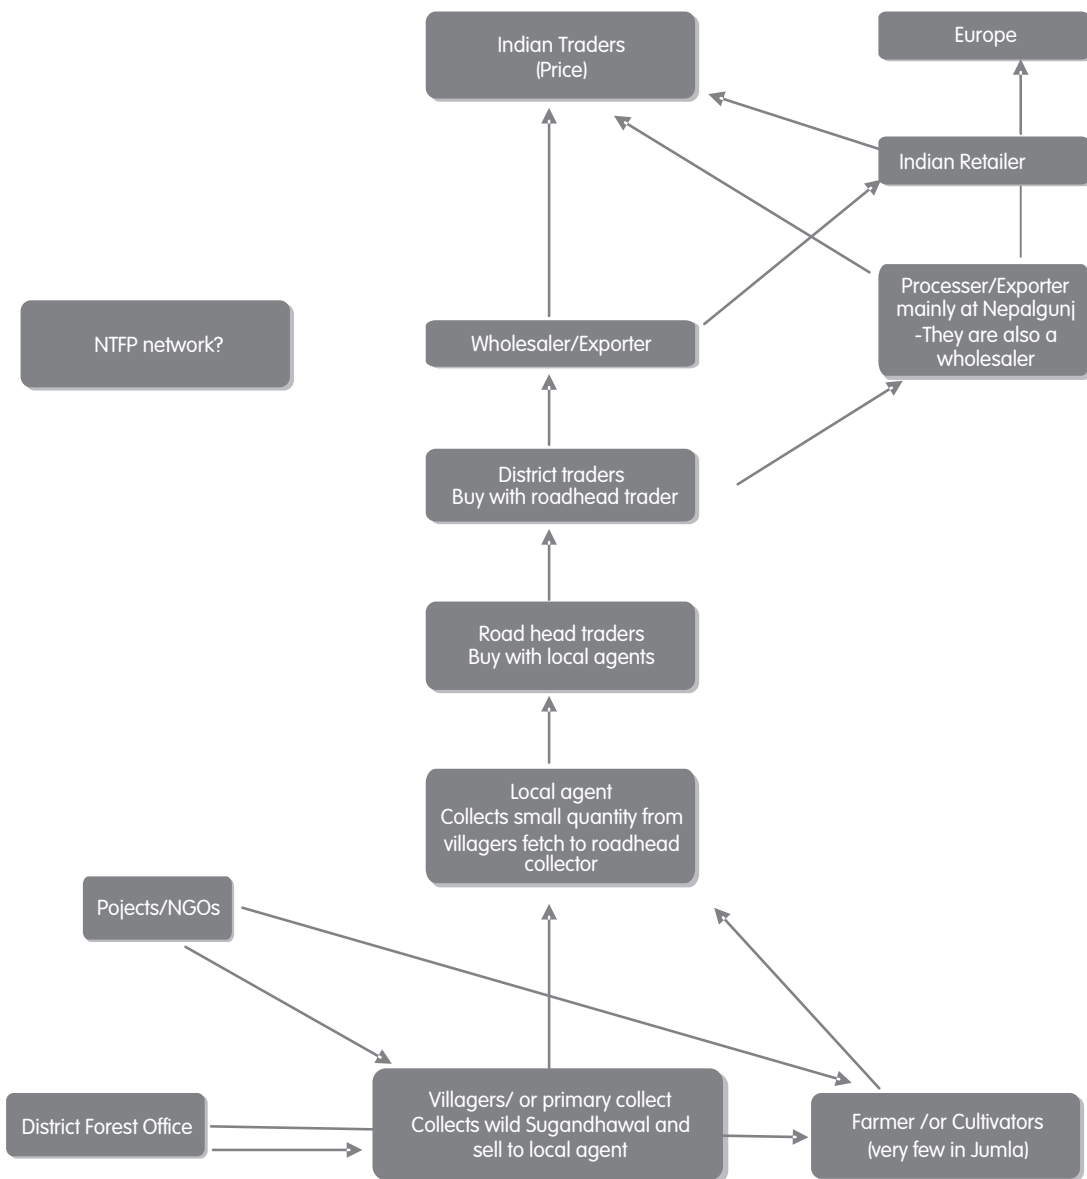 Indian Traders
(Price)
Europe
Indian Retailer
Processer/Exporter
mainly at Nepalgunj
-They are also a
wholesaler
NTFP network?
Wholesaler/Exporter
District traders
Buy with roadhead trader
Road head traders
Buy with local agents
Local agent
Collects small quantity from
villagers fetch to roadhead
collector
Pojects/NGOs
District Forest Office
Villagers/ or primary collect
Collects wild Sugandhawal and
sell to local agent
Farmer /or Cultivators
(very few in Jumla)